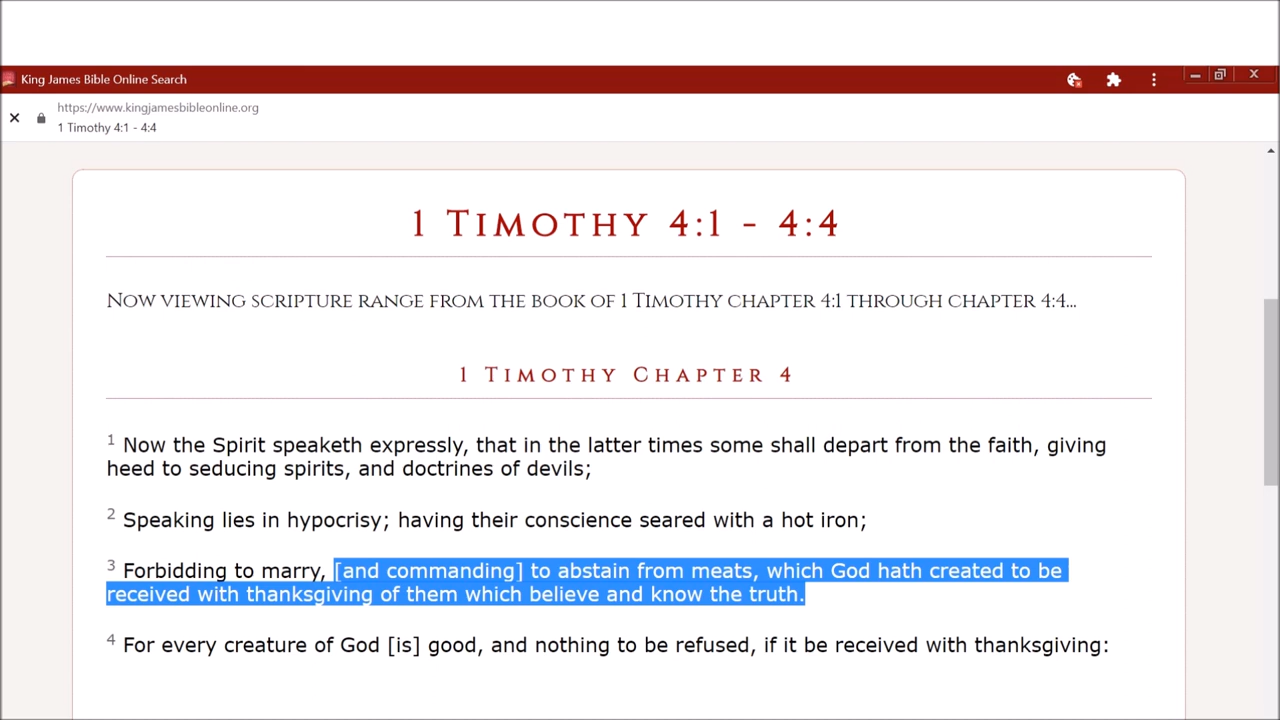 King James Bible Online Search
https://www.kingjamesbibleonline.org
1 Timothy 4:1 - 4:4
1 Timothy 4:1 - 4:4
Now viewing scripture range from the book of 1 Timothy chapter 4:1 through chapter 4:4...
1 Timothy Chapter 4
1 Now the Spirit speaketh expressly, that in the latter times some shall depart from the faith, giving
heed to seducing spirits, and doctrines of devils;
2 Speaking lies in hypocrisy; having their conscience seared with a hot iron;
3 Forbidding to marry, [and commanding] to abstain from meats, which God hath created to be
received with thanksgiving of them which believe and know the truth.
4 For every creature of God [is] good, and nothing to be refused, if it be received with thanksgiving: